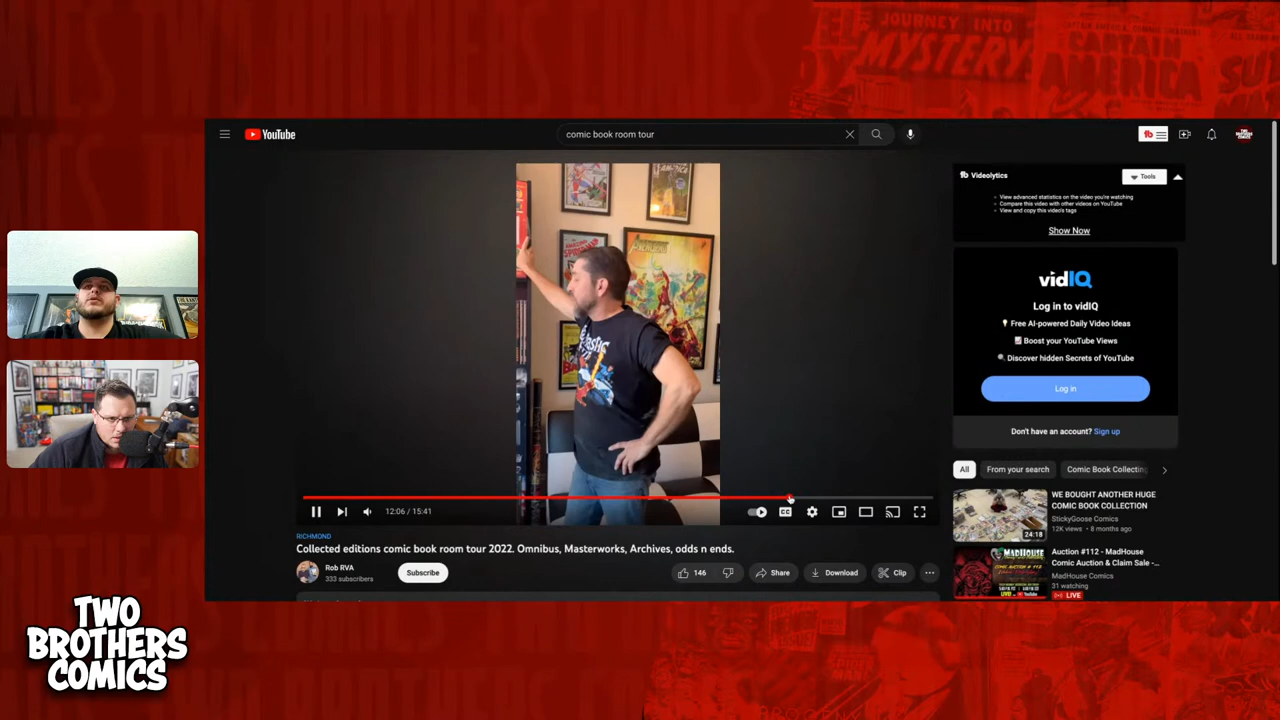 JOURNEY INTO
MYSTERY
CAPTAIN
AMERICA
TWO BROTHERS COMICS
YouTube
comic book room tour
Videolytics
Tools
View advanced statistics on the video you're watching
Compare this video with other videos on YouTube
View and copy this video's tags
Show Now
vidIQ
Log in to vidIQ
Free AI-powered Daily Video Ideas
Boost your YouTube Views
Discover hidden Secrets of YouTube
Log in
Don't have an account? Sign up
All
From your search
Comic Book Collectin
WE BOUGHT ANOTHER HUGE
COMIC BOOK COLLECTION
StickyGoose Comics
12K views • 8 months ago
24:18
Auction #112 - MadHouse
Comic Auction & Claim Sale -...
MadHouse Comics
31 watching
LIVE
12:06 / 15:41
CC
RICHMOND
Collected editions comic book room tour 2022. Omnibus, Masterworks, Archives, odds n ends.
Rob RVA
333 subscribers
Subscribe
146
Share
Download
Clip
TWO
BROTHERS
COMICS